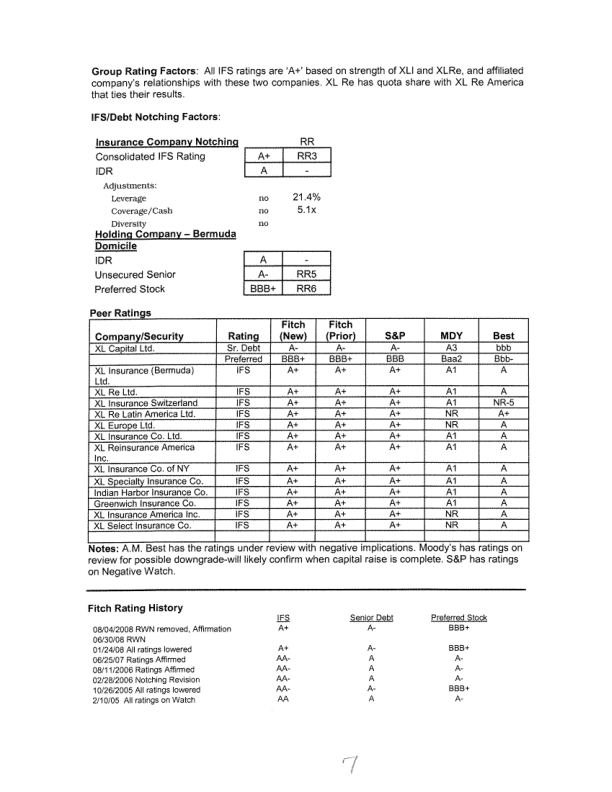 Group Rating Factors: All IFS ratings are 'A+' based on strength of XLI and XLRe, and affiliated
company's relationships with these two companies. XL Re has quota share with XL Re America
that ties their results.
IFS/Debt Notching Factors:
Insurance Company Notching RR
Consolidated IFS Rating A+ RR3
IDR A -
Adjustments:
Leverage no 21.4%
Coverage/Cash no 5.1x
Diversity no
Holding Company – Bermuda
Domicile
IDR A -
Unsecured Senior A- RR5
Preferred Stock BBB+ RR6
Peer Ratings
Company/Security Rating Fitch (New) Fitch (Prior) S&P MDY Best
XL Capital Ltd. Sr. Debt A- A- A- A3 bbb
Preferred BBB+ BBB+ BBB Baa2 Bbb-
XL Insurance (Bermuda) Ltd. IFS A+ A+ A+ A1 A
XL Re Ltd. IFS A+ A+ A+ A1 A
XL Insurance Switzerland IFS A+ A+ A+ A1 NR-5
XL Re Latin America Ltd. IFS A+ A+ A+ NR A+
XL Europe Ltd. IFS A+ A+ A+ NR A
XL Insurance Co. Ltd. IFS A+ A+ A+ A1 A
XL Reinsurance America Inc. IFS A+ A+ A+ A1 A
XL Insurance Co. of NY IFS A+ A+ A+ A1 A
XL Specialty Insurance Co. IFS A+ A+ A+ A1 A
Indian Harbor Insurance Co. IFS A+ A+ A+ A1 A
Greenwich Insurance Co. IFS A+ A+ A+ A1 A
XL Insurance America Inc. IFS A+ A+ A+ NR A
XL Select Insurance Co. IFS A+ A+ A+ NR A
Notes: A.M. Best has the ratings under review with negative implications. Moody's has ratings on
review for possible downgrade-will likely confirm when capital raise is complete. S&P has ratings
on Negative Watch.
Fitch Rating History
IFS Senior Debt Preferred Stock
08/04/2008 RWN removed, Affirmation A+ A- BBB+
06/30/08 RWN
01/24/08 All ratings lowered A+ A- BBB+
06/25/07 Ratings Affirmed AA- A A-
08/11/2006 Ratings Affirmed AA- A A-
02/28/2006 Notching Revision AA- A A-
10/26/2005 All ratings lowered AA- A- BBB+
2/10/05 All ratings on Watch AA A A-
7